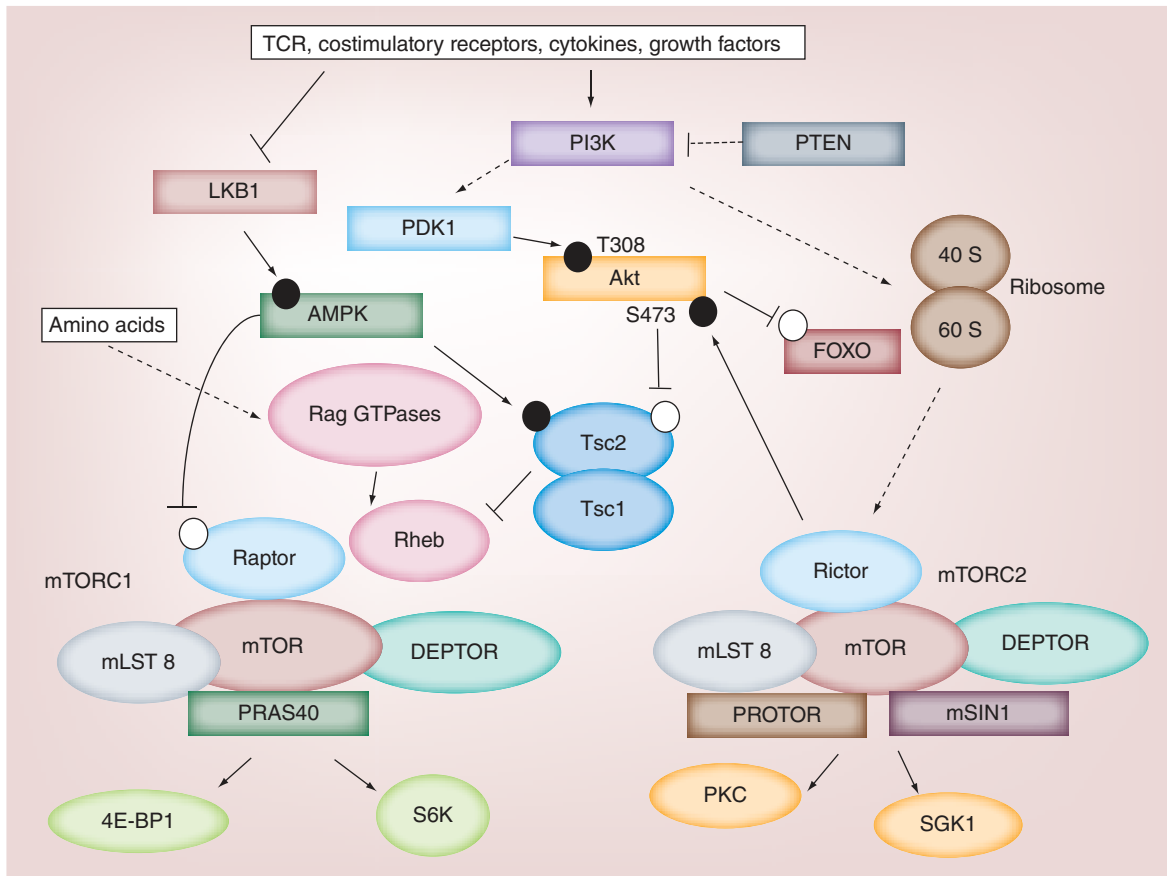 TCR, costimulatory receptors, cytokines, growth factors
PI3K
PTEN
LKB1
PDK1
T308
Akt
S473
40 S
60 S
Ribosome
AMPK
Amino acids
FOXO
Rag GTPases
Tsc2
Tsc1
Rheb
Raptor
mTORC1
mLST 8
mTOR
DEPTOR
PRAS40
4E-BP1
S6K
Rictor
mTORC2
mLST 8
mTOR
DEPTOR
PROTOR
mSIN1
PKC
SGK1